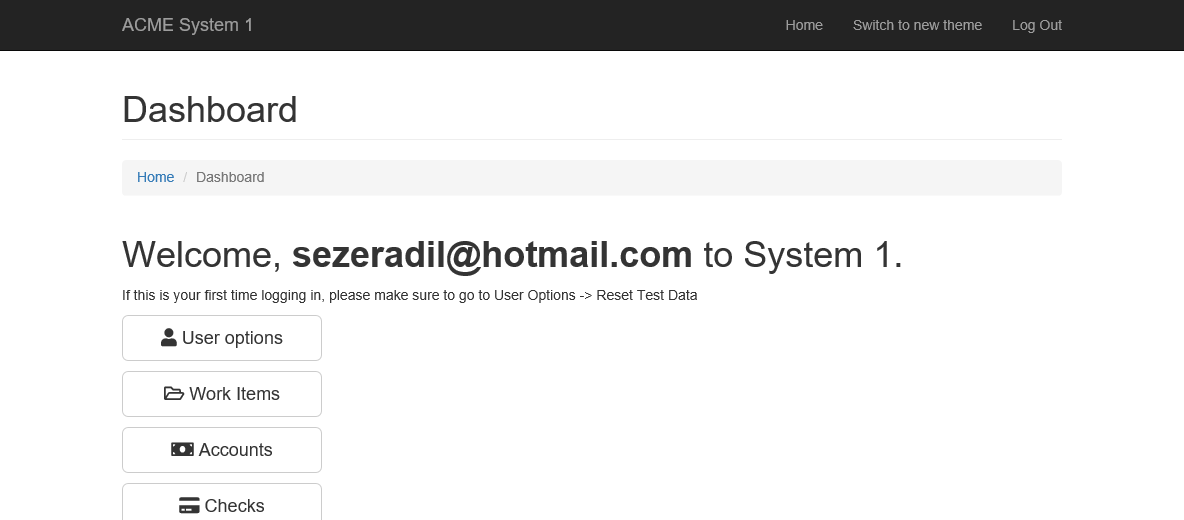 ACME System 1
Home
Switch to new theme
Log Out
Dashboard
Home / Dashboard
Welcome, sezeradil@hotmail.com to System 1.
If this is your first time logging in, please make sure to go to User Options -> Reset Test Data
User options
Work Items
Accounts
Checks